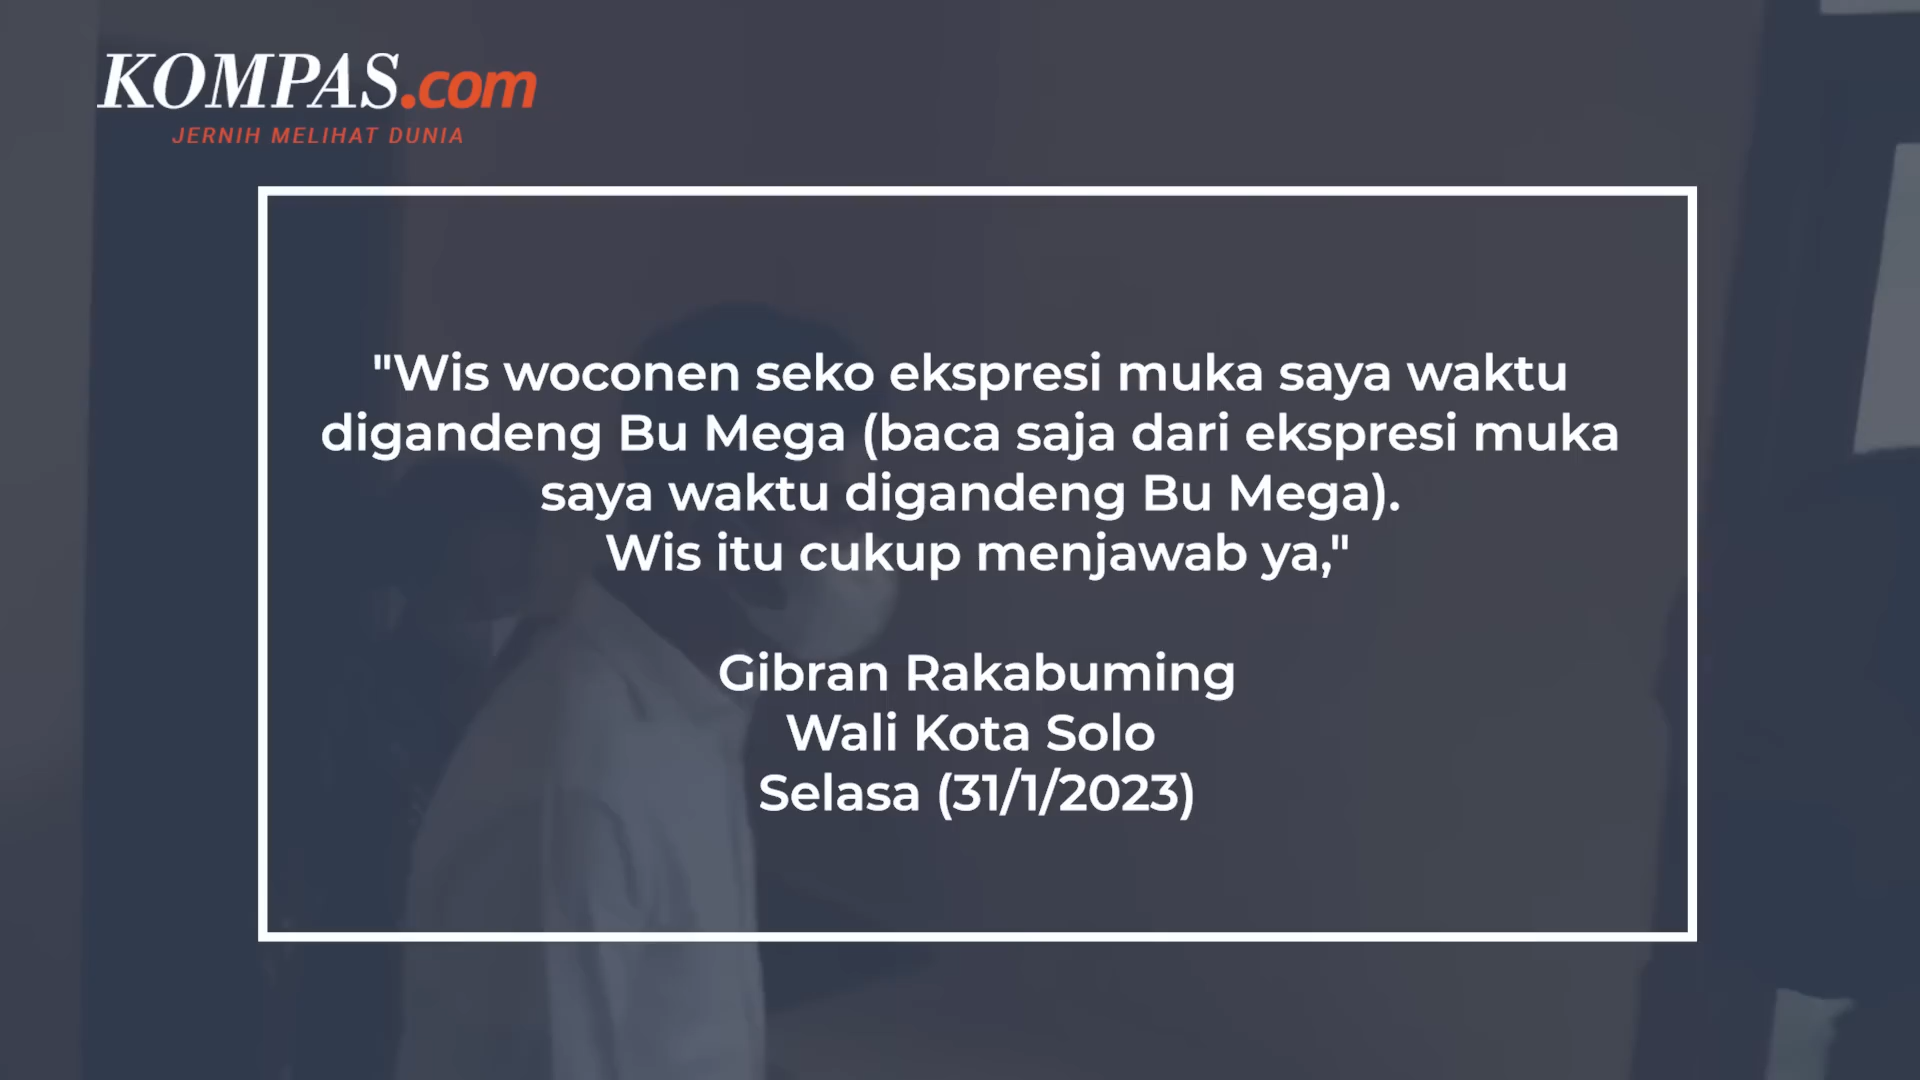 KOMPAS.com
JERNIH MELIHAT DUNIA
"Wis woconen seko ekspresi muka saya waktu
digandeng Bu Mega (baca saja dari ekspresi muka
saya waktu digandeng Bu Mega).
Wis itu cukup menjawab ya,"
Gibran Rakabuming
Wali Kota Solo
Selasa (31/1/2023)